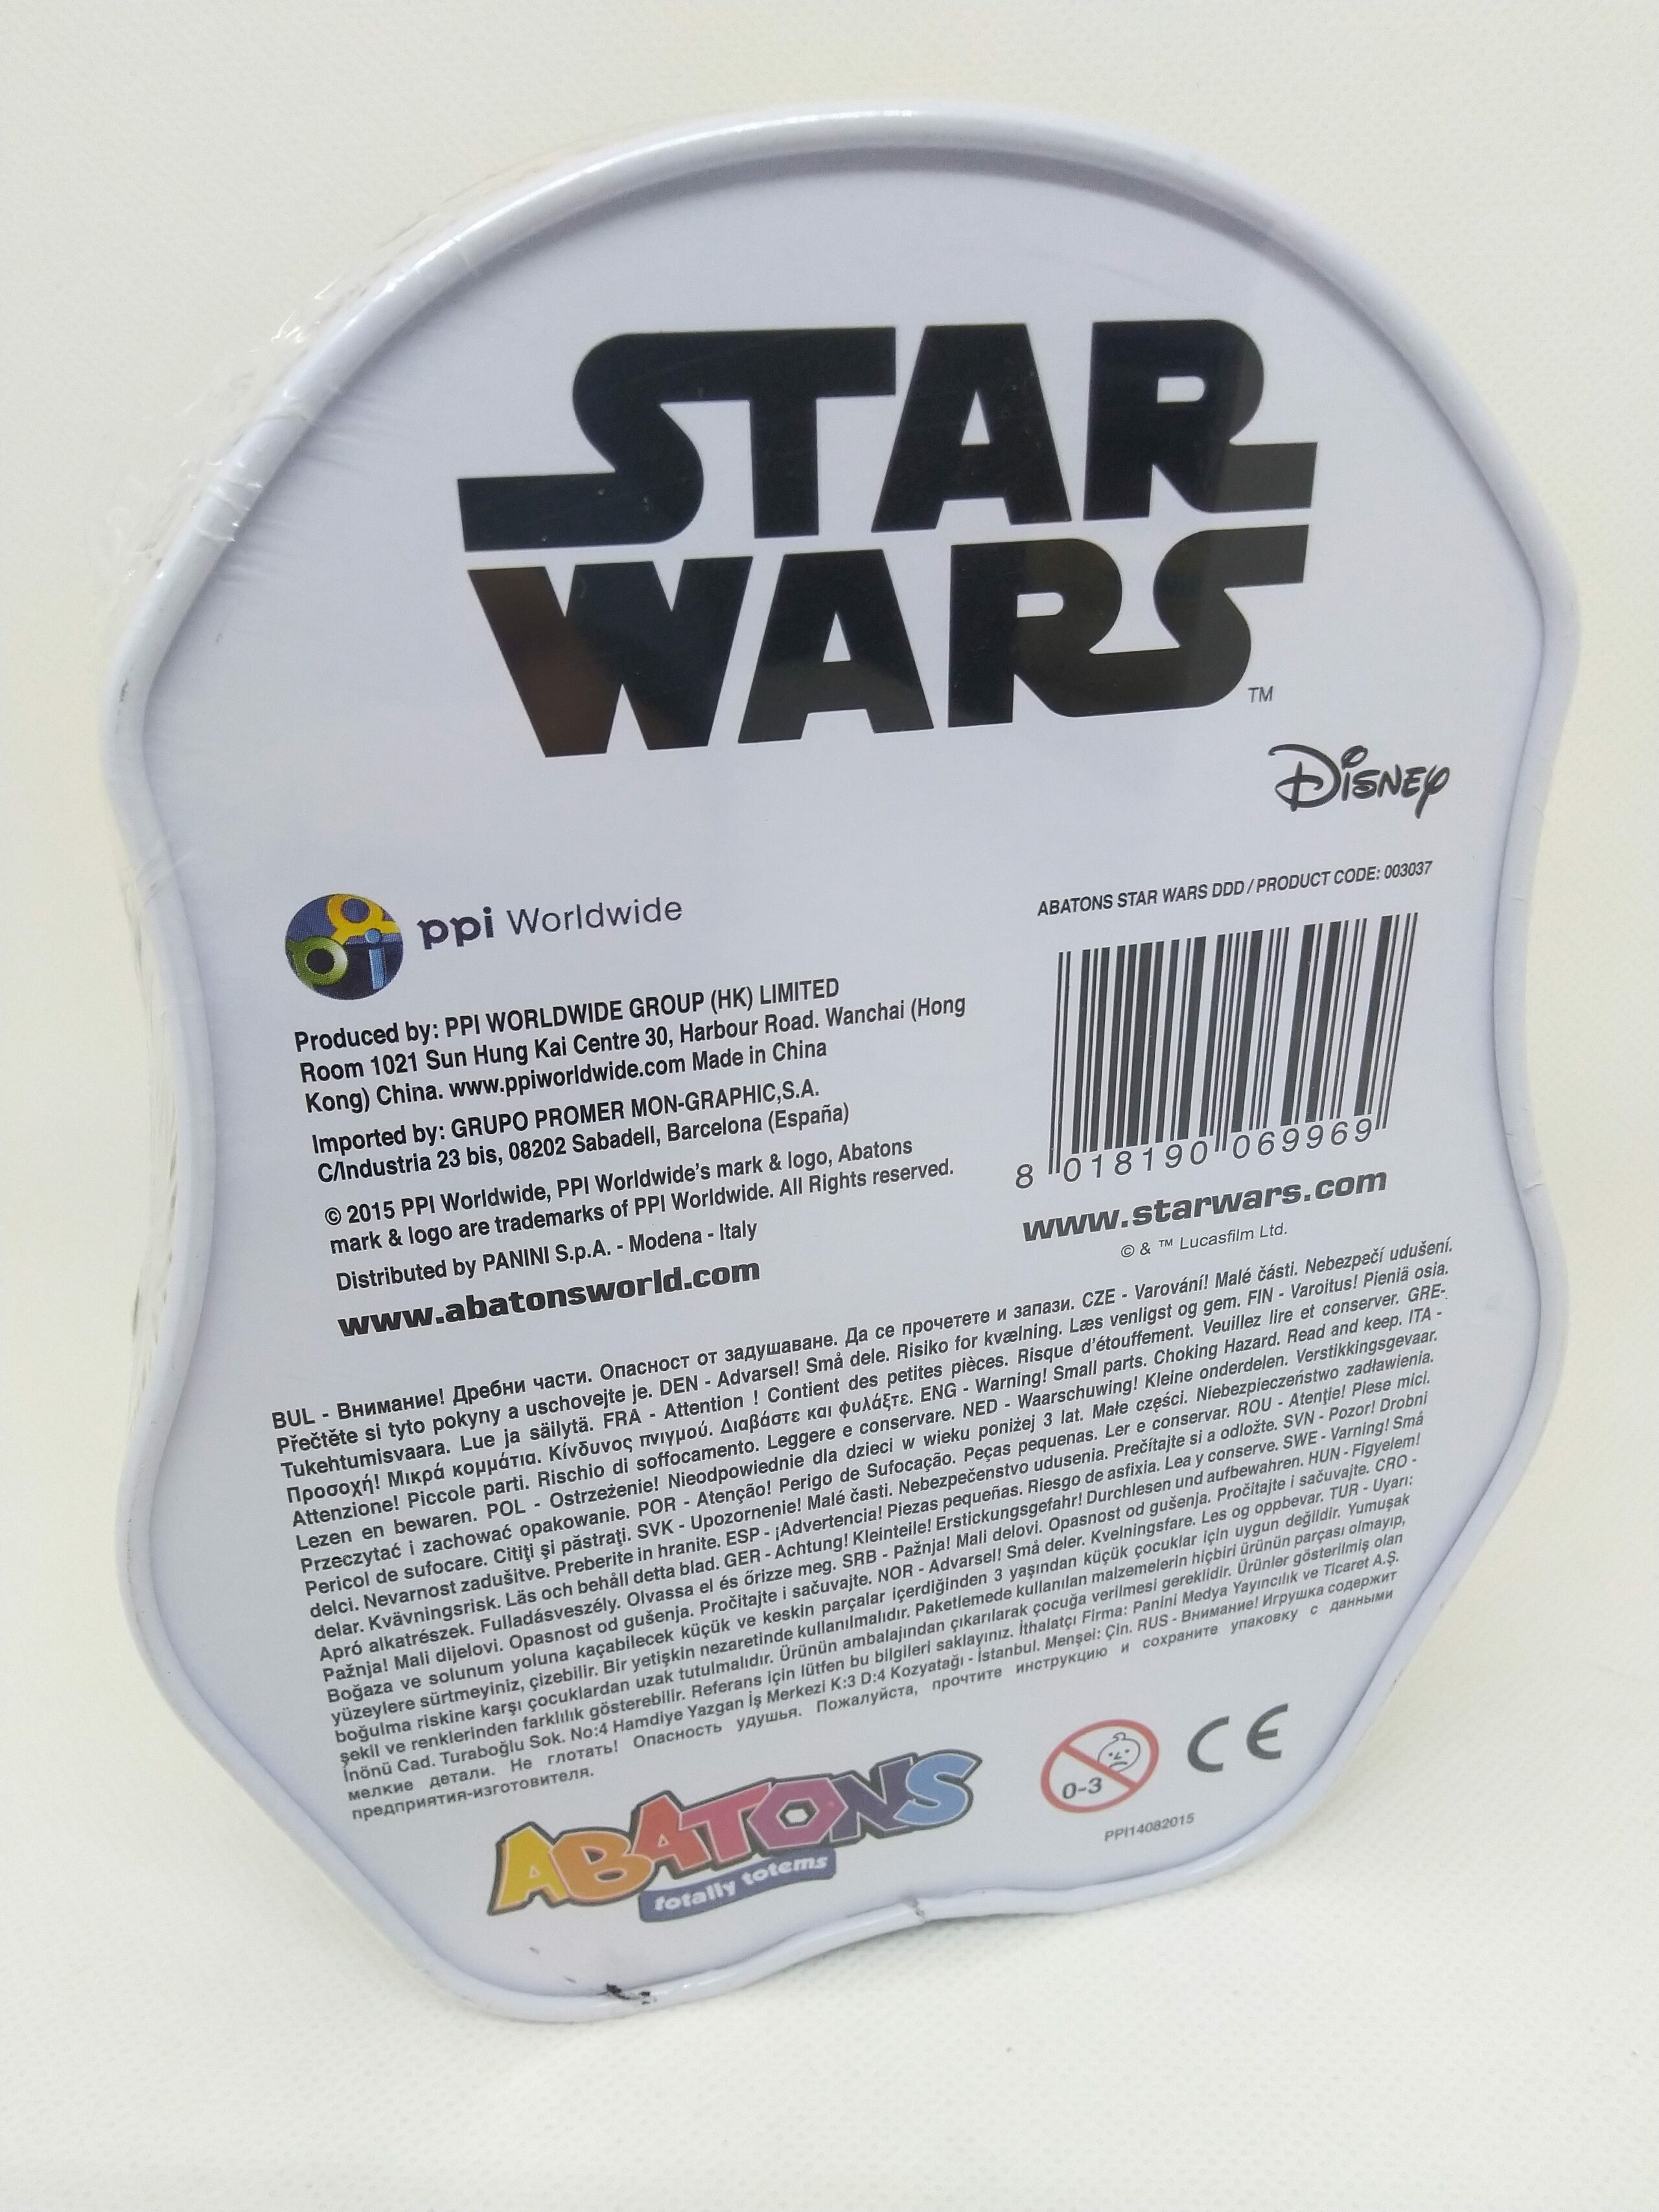 STAR
WARS
TM
Disney
ppi Worldwide
ABATONS STAR WARS DDD / PRODUCT CODE: 003037
8 018190 069969
Produced by: PPI WORLDWIDE GROUP (HK) LIMITED
Room 1021 Sun Hung Kai Centre 30, Harbour Road. Wanchai (Hong
Kong) China. www.ppiworldwide.com Made in China
Imported by: GRUPO PROMER MON-GRAPHIC,S.A.
C/Industria 23 bis, 08202 Sabadell, Barcelona (España)
© 2015 PPI Worldwide, PPI Worldwide's mark & logo, Abatons
mark & logo are trademarks of PPI Worldwide. All Rights reserved.
Distributed by PANINI S.p.A. - Modena - Italy
www.abatonsworld.com
www.starwars.com
© & ™ Lucasfilm Ltd.
BUL - Внимание! Дребни части. Опасност от задушаване. Да се прочетете и запази. CZE - Varování! Malé části. Nebezpečí udušení.
Přečtěte si tyto pokyny a uschovejte je. DEN - Advarsel! Små dele. Risiko for kvælning. Læs venligst og gem. FIN - Varoitus! Pieniä osia.
Tukehtumisvaara. Lue ja säilytä. FRA - Attention ! Contient des petites pièces. Risque d'étouffement. Veuillez lire et conserver. GRE-
Προσοχή! Μικρά κομμάτια. Κίνδυνος πνιγμού. Διαβάστε και φυλάξτε. ENG - Warning! Small parts. Choking Hazard. Read and keep. ITA -
Attenzione! Piccole parti. Rischio di soffocamento. Leggere e conservare. NED - Waarschuwing! Kleine onderdelen. Verstikkingsgevaar.
Lezen en bewaren. POL - Ostrzeżenie! Nieodpowiednie dla dzieci w wieku poniżej 3 lat. Małe części. Niebezpieczeństwo zadławienia.
Przeczytać i zachować opakowanie. POR - Atenção! Perigo de Sufocação. Peças pequenas. Ler e conservar. ROU - Atenţie! Piese mici.
Pericol de sufocare. Citiţi şi păstraţi. SVK - Upozornenie! Malé časti. Nebezpečenstvo udusenia. Prečítajte si a odložte. SVN - Pozor! Drobni
delci. Nevarnost zadušitve. Preberite in hranite. ESP - ¡Advertencia! Piezas pequeñas. Riesgo de asfixia. Lea y conserve. SWE - Varning! Små
delar. Kvävningsrisk. Läs och behåll detta blad. GER - Achtung! Kleinteile! Erstickungsgefahr! Durchlesen und aufbewahren. HUN - Figyelem!
Apró alkatrészek. Fulladásveszély. Olvassa el és őrizze meg. SRB - Pažnja! Mali delovi. Opasnost od gušenja. Pročitajte i sačuvajte. CRO -
Pažnja! Mali dijelovi. Opasnost od gušenja. Pročitajte i sačuvajte. NOR - Advarsel! Små deler. Kvelningsfare. Les og oppbevar. TUR - Uyarı:
Boğaza ve solunum yoluna kaçabilecek küçük ve keskin parçalar içerdiğinden 3 yaşından küçük çocuklar için uygun değildir. Yumuşak
yüzeylere sürtmeyiniz, çizebilir. Bir yetişkin nezaretinde kullanılmalıdır. Paketlemede kullanılan malzemelerin hiçbiri ürünün parçası olmayıp,
boğulma riskine karşı çocuklardan uzak tutulmalıdır. Ürünün ambalajından çıkarılarak çocuğa verilmesi gereklidir. Ürünler gösterilmiş olan
şekil ve renklerinden farklılık gösterebilir. Referans için lütfen bu bilgileri saklayınız. İthalatçı Firma: Panini Medya Yayıncılık ve Ticaret A.Ş.
İnönü Cad. Turaboğlu Sok. No:4 Hamdiye Yazgan İş Merkezi K:3 D:4 Kozyatağı - İstanbul. Menşei: Çin. RUS - Внимание! Игрушка содержит
мелкие детали. Не глотать! Опасность удушья. Пожалуйста, прочтите инструкцию и сохраните упаковку с данными
предприятия-изготовителя.
ABATONS
totally totems
0-3
CE
PPI14082015